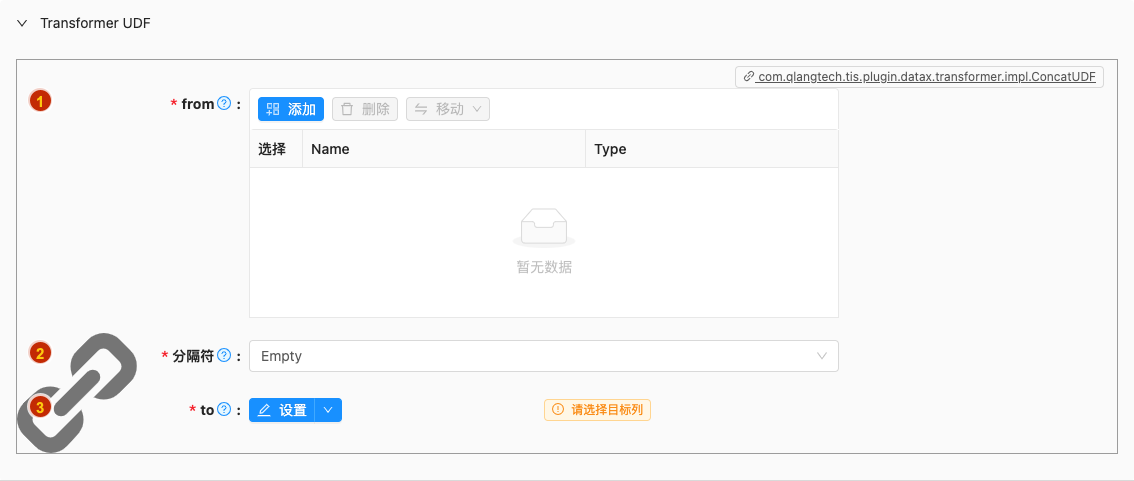 Transformer UDF
com.qlangtech.tis.plugin.datax.transformer.impl.ConcatUDF
1 * from ? : 添加 删除 移动
选择 Name Type
暂无数据
2 * 分隔符 ? : Empty
3 * to ? : 设置 请选择目标列